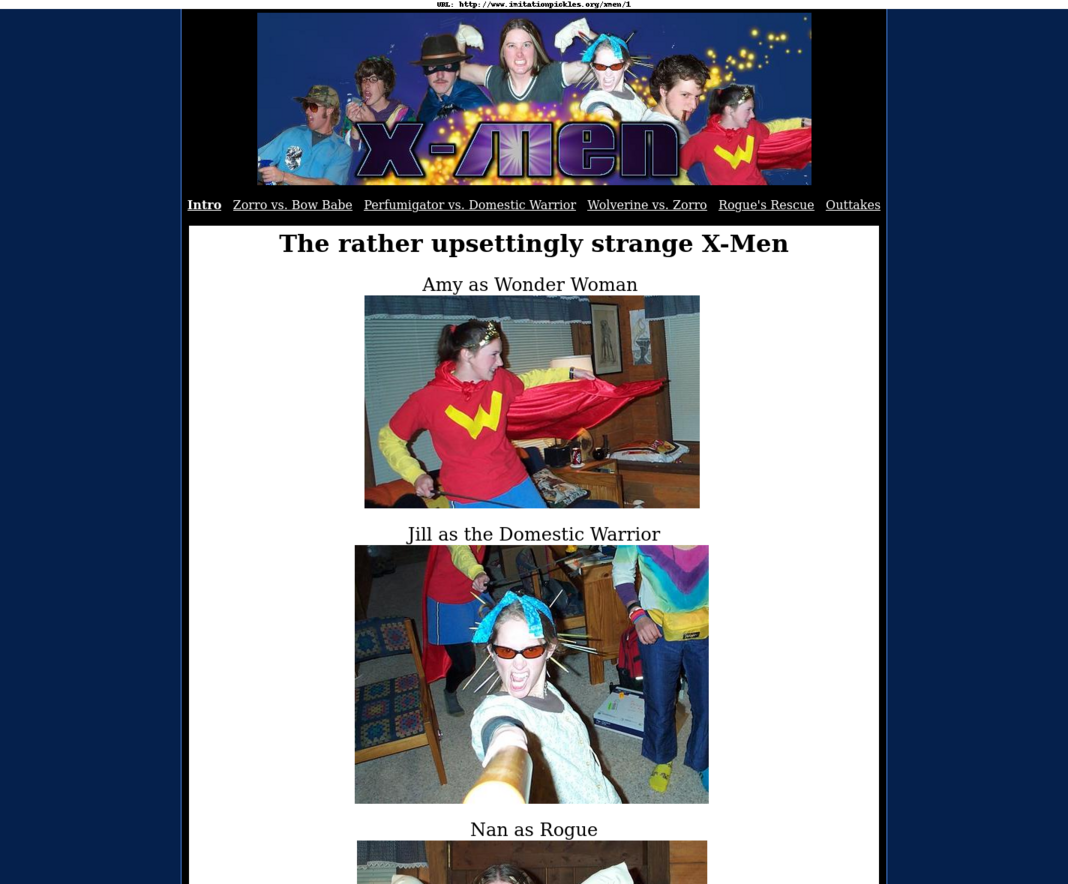 URL: http://www.imitationpickles.org/xmen/1
x-men
Intro Zorro vs. Bow Babe Perfumigator vs. Domestic Warrior Wolverine vs. Zorro Rogue's Rescue Outtakes
The rather upsettingly strange X-Men
Amy as Wonder Woman
W
Jill as the Domestic Warrior
Nan as Rogue